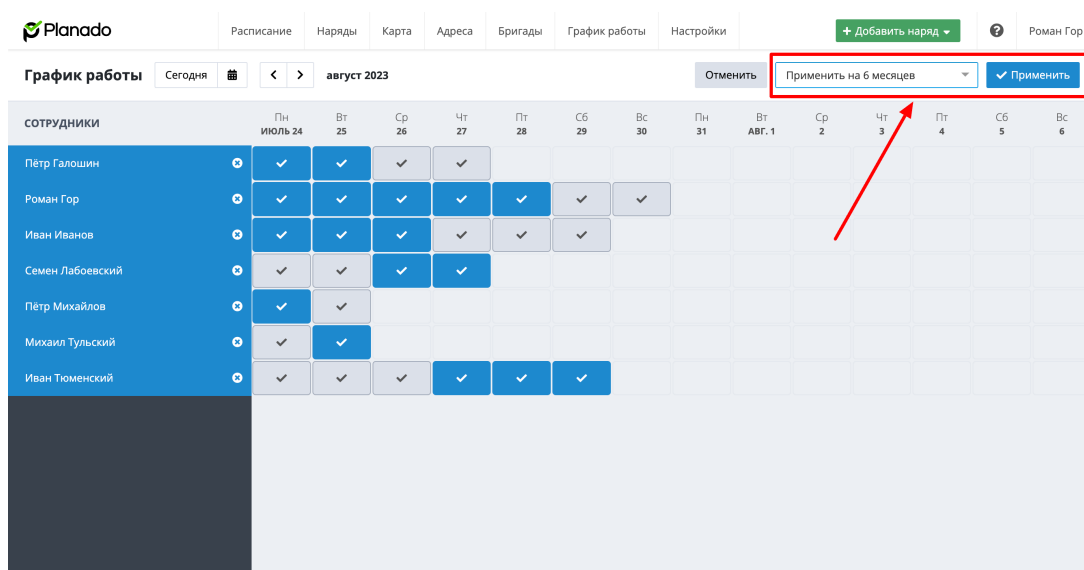 Planado
Расписание Наряды Карта Адреса Бригады График работы Настройки + Добавить наряд ? Роман Гор
График работы Сегодня август 2023 Отменить Применить на 6 месяцев Применить
СОТРУДНИКИ
Пн Вт Ср Чт Пт Сб Вс Пн Вт Ср Чт Пт Сб Вс
ИЮЛЬ 24 25 26 27 28 29 30 31 АВГ. 1 2 3 4 5 6
Пётр Галошин
Роман Гор
Иван Иванов
Семен Лабоевский
Пётр Михайлов
Михаил Тульский
Иван Тюменский